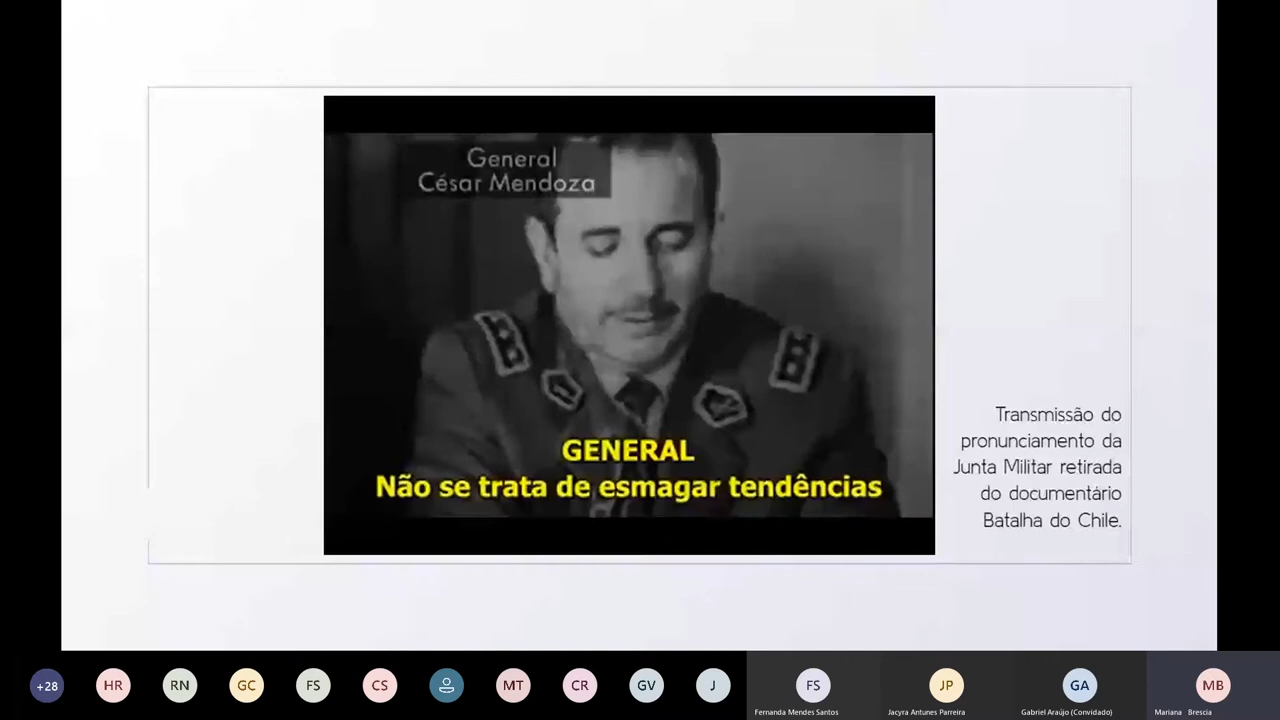 General
César Mendoza
GENERAL
Não se trata de esmagar tendências
Transmissão do
pronunciamento da
Junta Militar retirada
do documentário
Batalha do Chile.
+28
HR
RN
GC
FS
CS
MT
CR
GV
J
FS
JP
GA
MB
Fernanda Mendes Santos
Jacyra Antunes Parreira
Gabriel Araújo (Convidado)
Mariana Brescia